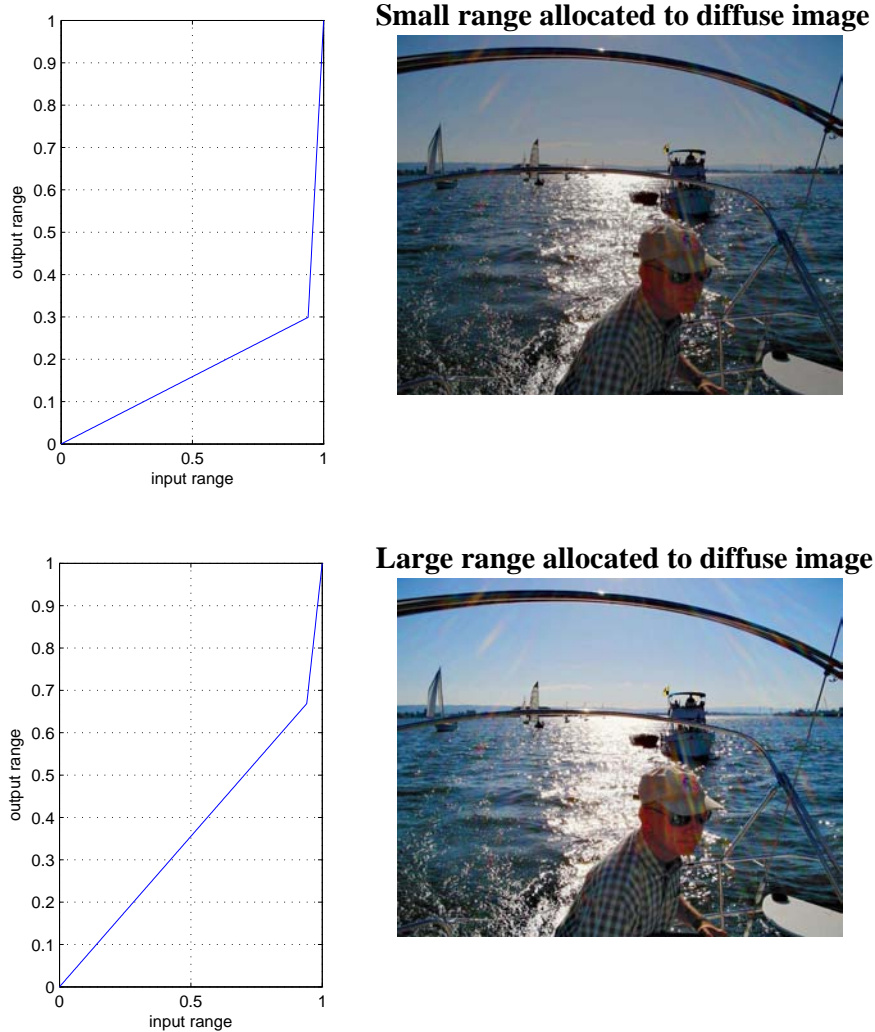 Small range allocated to diffuse image
1
0.9
0.8
0.7
0.6
0.5
0.4
0.3
0.2
0.1
0
output range
0 0.5 1
input range
Large range allocated to diffuse image
1
0.9
0.8
0.7
0.6
0.5
0.4
0.3
0.2
0.1
0
output range
0 0.5 1
input range